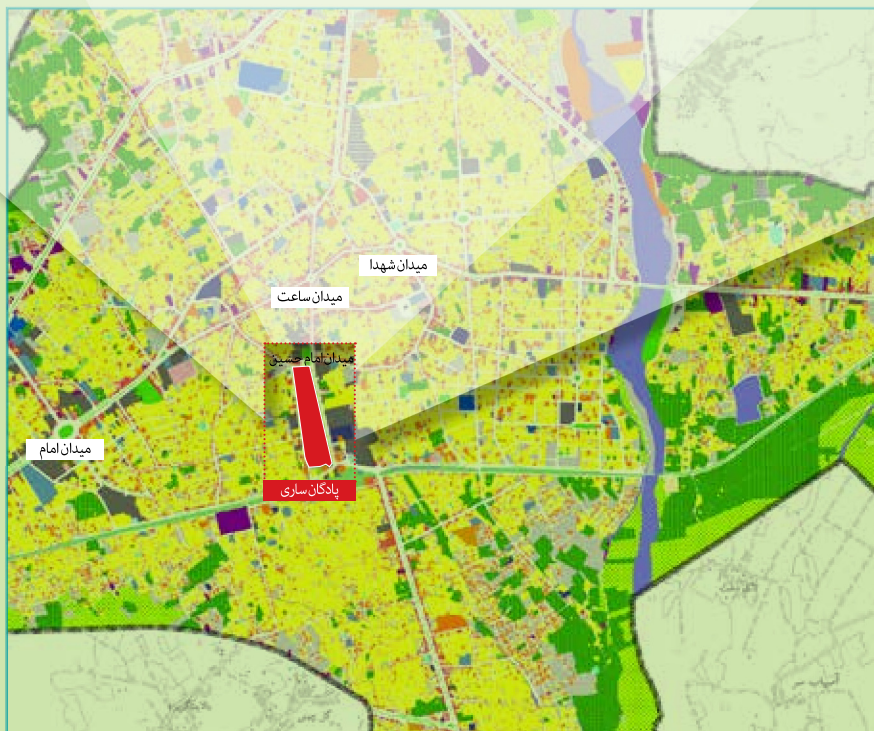 میدان شهدا
میدان ساعت
میدان امام حسین
میدان امام
پادگان ساری